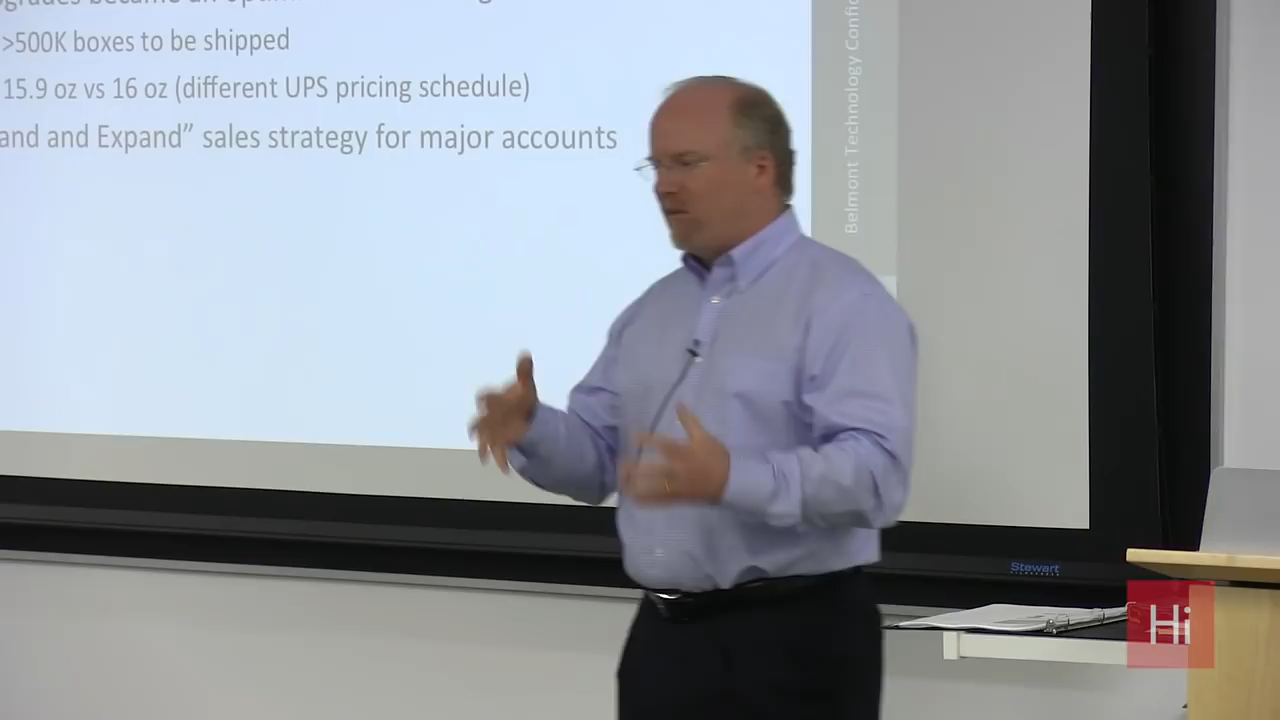 >500K boxes to be shipped
15.9 oz vs 16 oz (different UPS pricing schedule)
and and Expand” sales strategy for major accounts
Belmont Technology Confid
Stewart
Hi